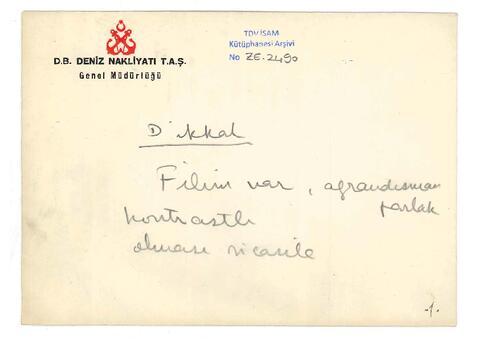 D.B. DENİZ NAKLİYATI T.A.Ş.
Genel Müdürlüğü
TDV İSAM
Kütüphanesi Arşivi
No ZE.2490
Dikkat
Filim var, agrandisman
parlak
kontrastlı
olması ricasile
-1-